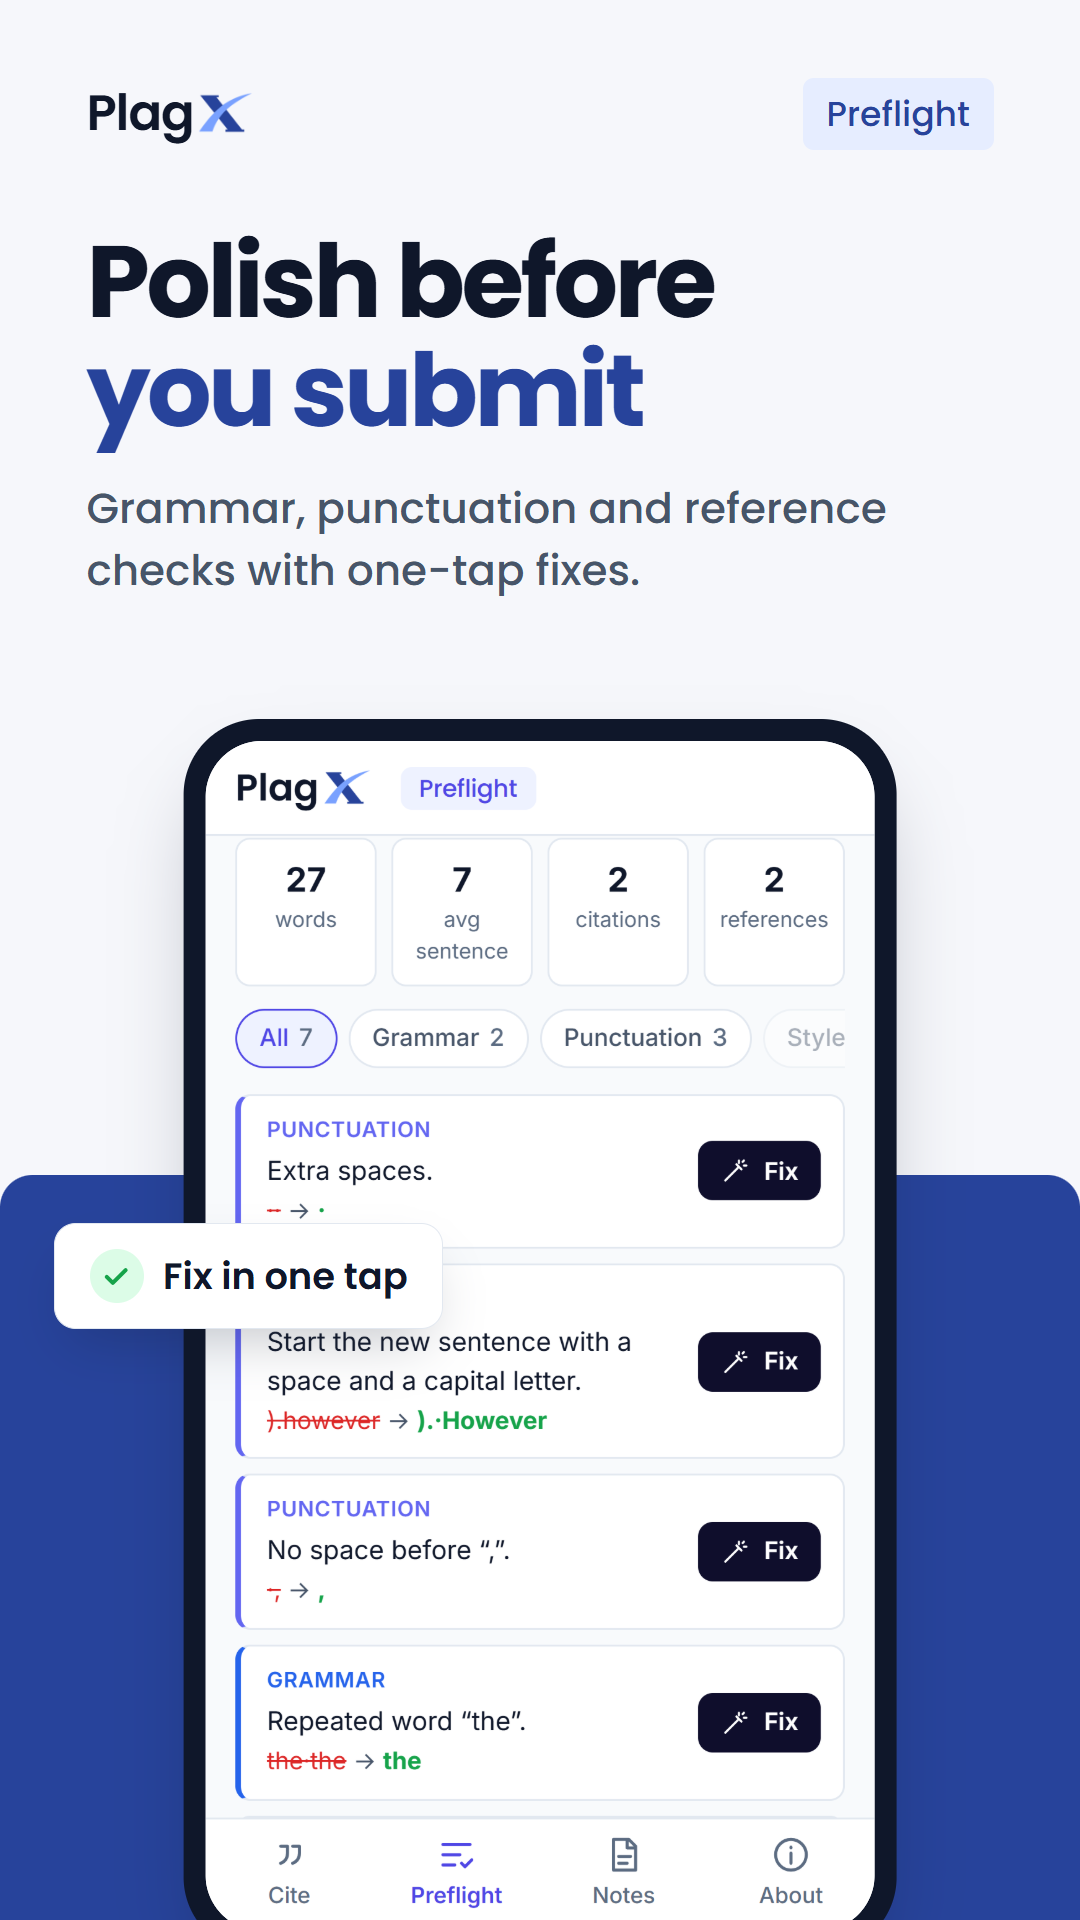 PlagX
Preflight
Polish before
you submit
Grammar, punctuation and reference
checks with one-tap fixes.
PlagX
Preflight
27
words
7
avg
sentence
2
citations
2
references
All 7
Grammar 2
Punctuation 3
Style
PUNCTUATION
Extra spaces.
·· → ·
Fix
Fix in one tap
Start the new sentence with a
space and a capital letter.
).however → ).·However
Fix
PUNCTUATION
No space before “,”.
·, → ,
Fix
GRAMMAR
Repeated word “the”.
the·the → the
Fix
Cite
Preflight
Notes
About